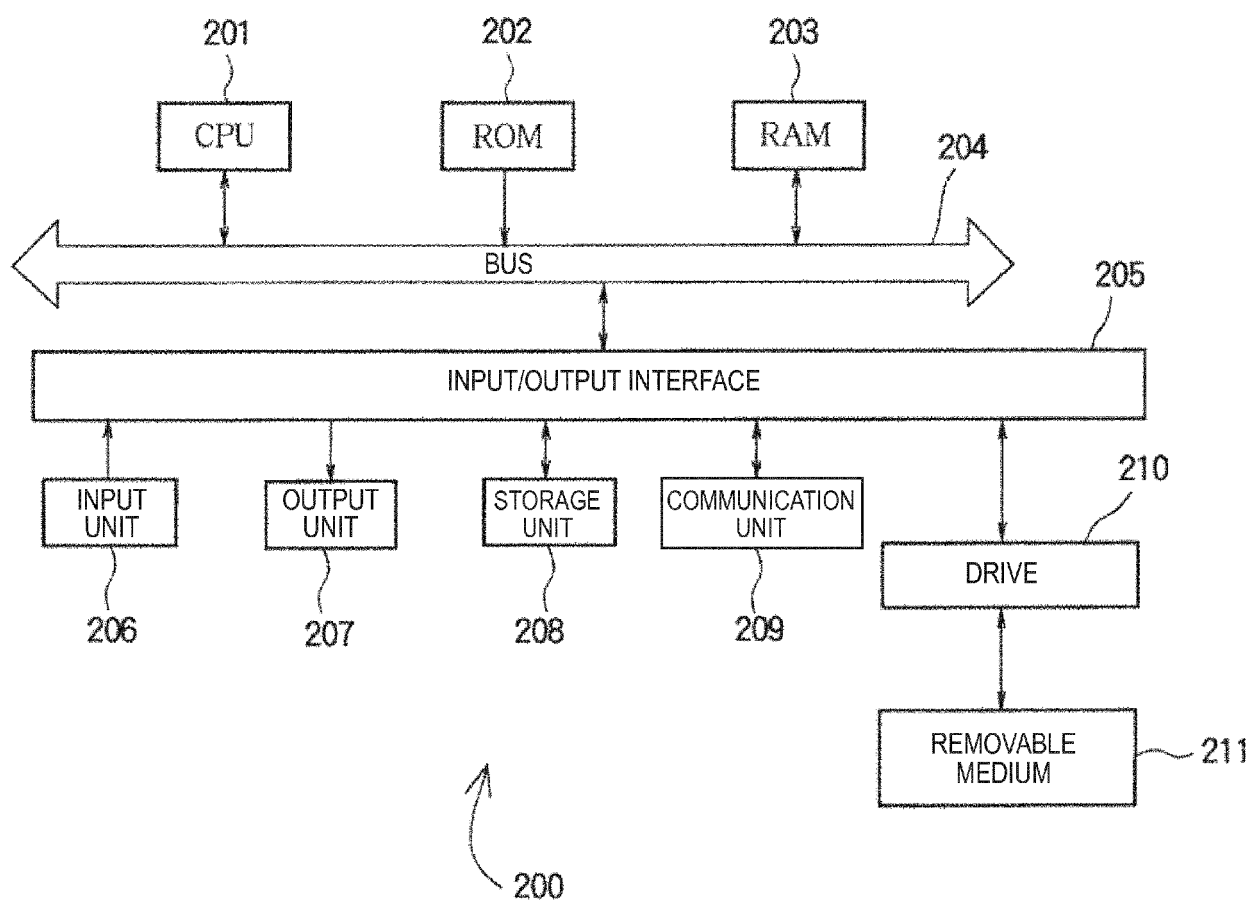 201
202
203
CPU
ROM
RAM
204
BUS
205
INPUT/OUTPUT INTERFACE
210
INPUT
UNIT
OUTPUT
UNIT
STORAGE
UNIT
COMMUNICATION
UNIT
DRIVE
206
207
208
209
REMOVABLE
MEDIUM
211
200